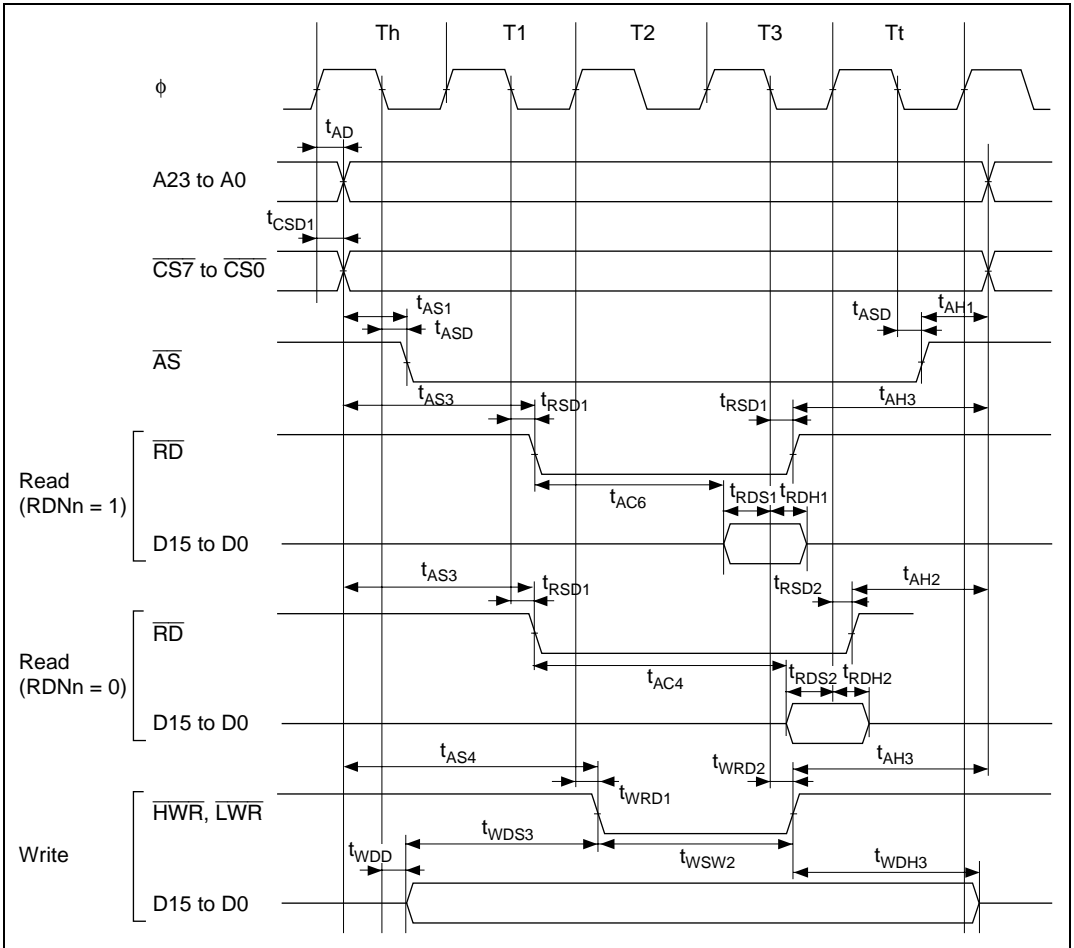 Th T1 T2 T3 Tt
ϕ
tAD
A23 to A0
tCSD1
CS7 to CS0
tAS1 tASD tAH1
tASD
AS
tAS3 tRSD1 tRSD1 tAH3
RD
Read
(RDNn = 1)
tAC6 tRDS1 tRDH1
D15 to D0
tAS3 tRSD1 tRSD2 tAH2
RD
Read
(RDNn = 0)
tAC4 tRDS2 tRDH2
D15 to D0
tAS4 tWRD2 tAH3
tWRD1
HWR, LWR
Write
tWDD tWDS3 tWSW2 tWDH3
D15 to D0